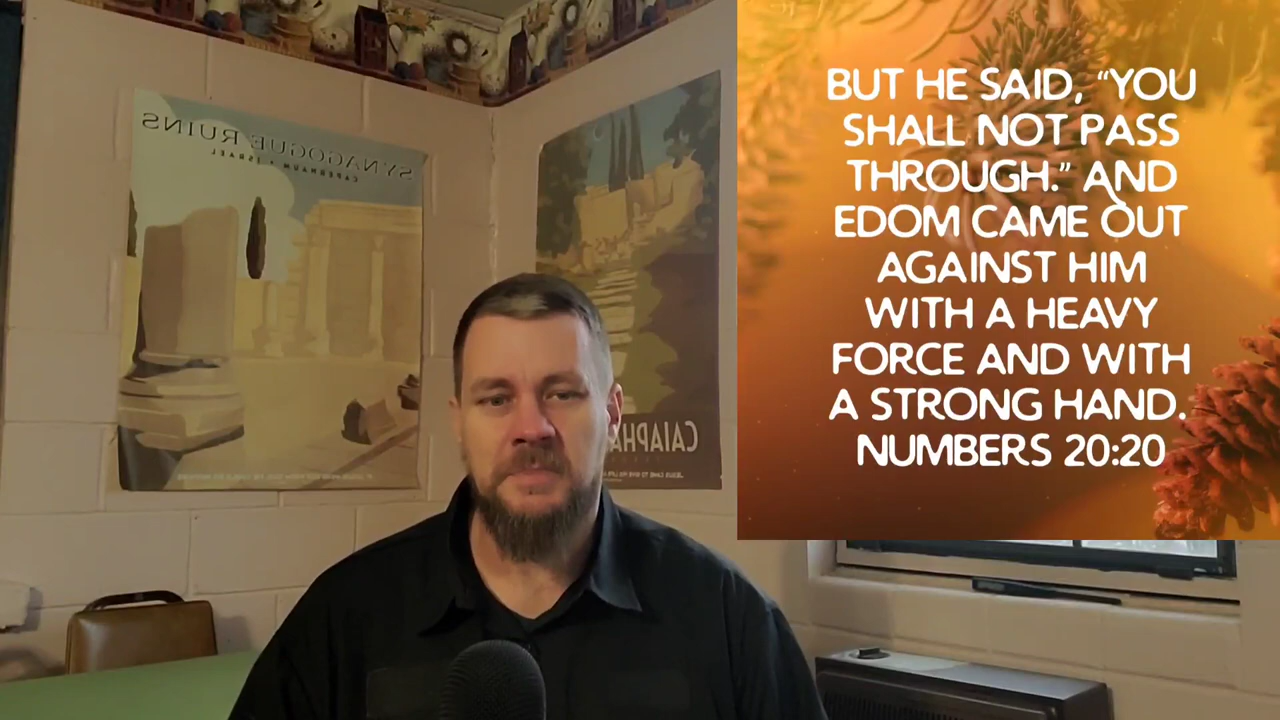 SYNAGOGUE RUINS
CAPERNAUM • ISRAEL
CAIAPHA
BUT HE SAID, “YOU
SHALL NOT PASS
THROUGH.” AND
EDOM CAME OUT
AGAINST HIM
WITH A HEAVY
FORCE AND WITH
A STRONG HAND.
NUMBERS 20:20